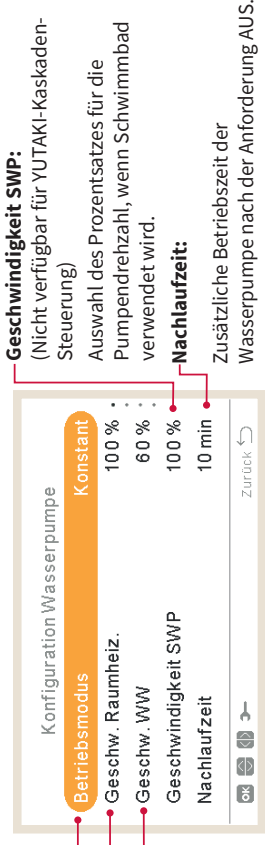 Konfiguration Wasserpumpe
Betriebsmodus Konstant
Geschw. Raumheiz. 100 %
Geschw. WW 60 %
Geschwindigkeit SWP 100 %
Nachlaufzeit 10 min
OK Zurück
Geschwindigkeit SWP:
(Nicht verfügbar für YUTAKI-Kaskaden-
Steuerung)
Auswahl des Prozentsatzes für die
Pumpendrehzahl, wenn Schwimmbad
verwendet wird.
Nachlaufzeit:
Zusätzliche Betriebszeit der
Wasserpumpe nach der Anforderung AUS.